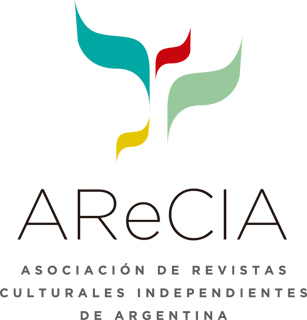 AReCIA
ASOCIACIÓN DE REVISTAS
CULTURALES INDEPENDIENTES
DE ARGENTINA